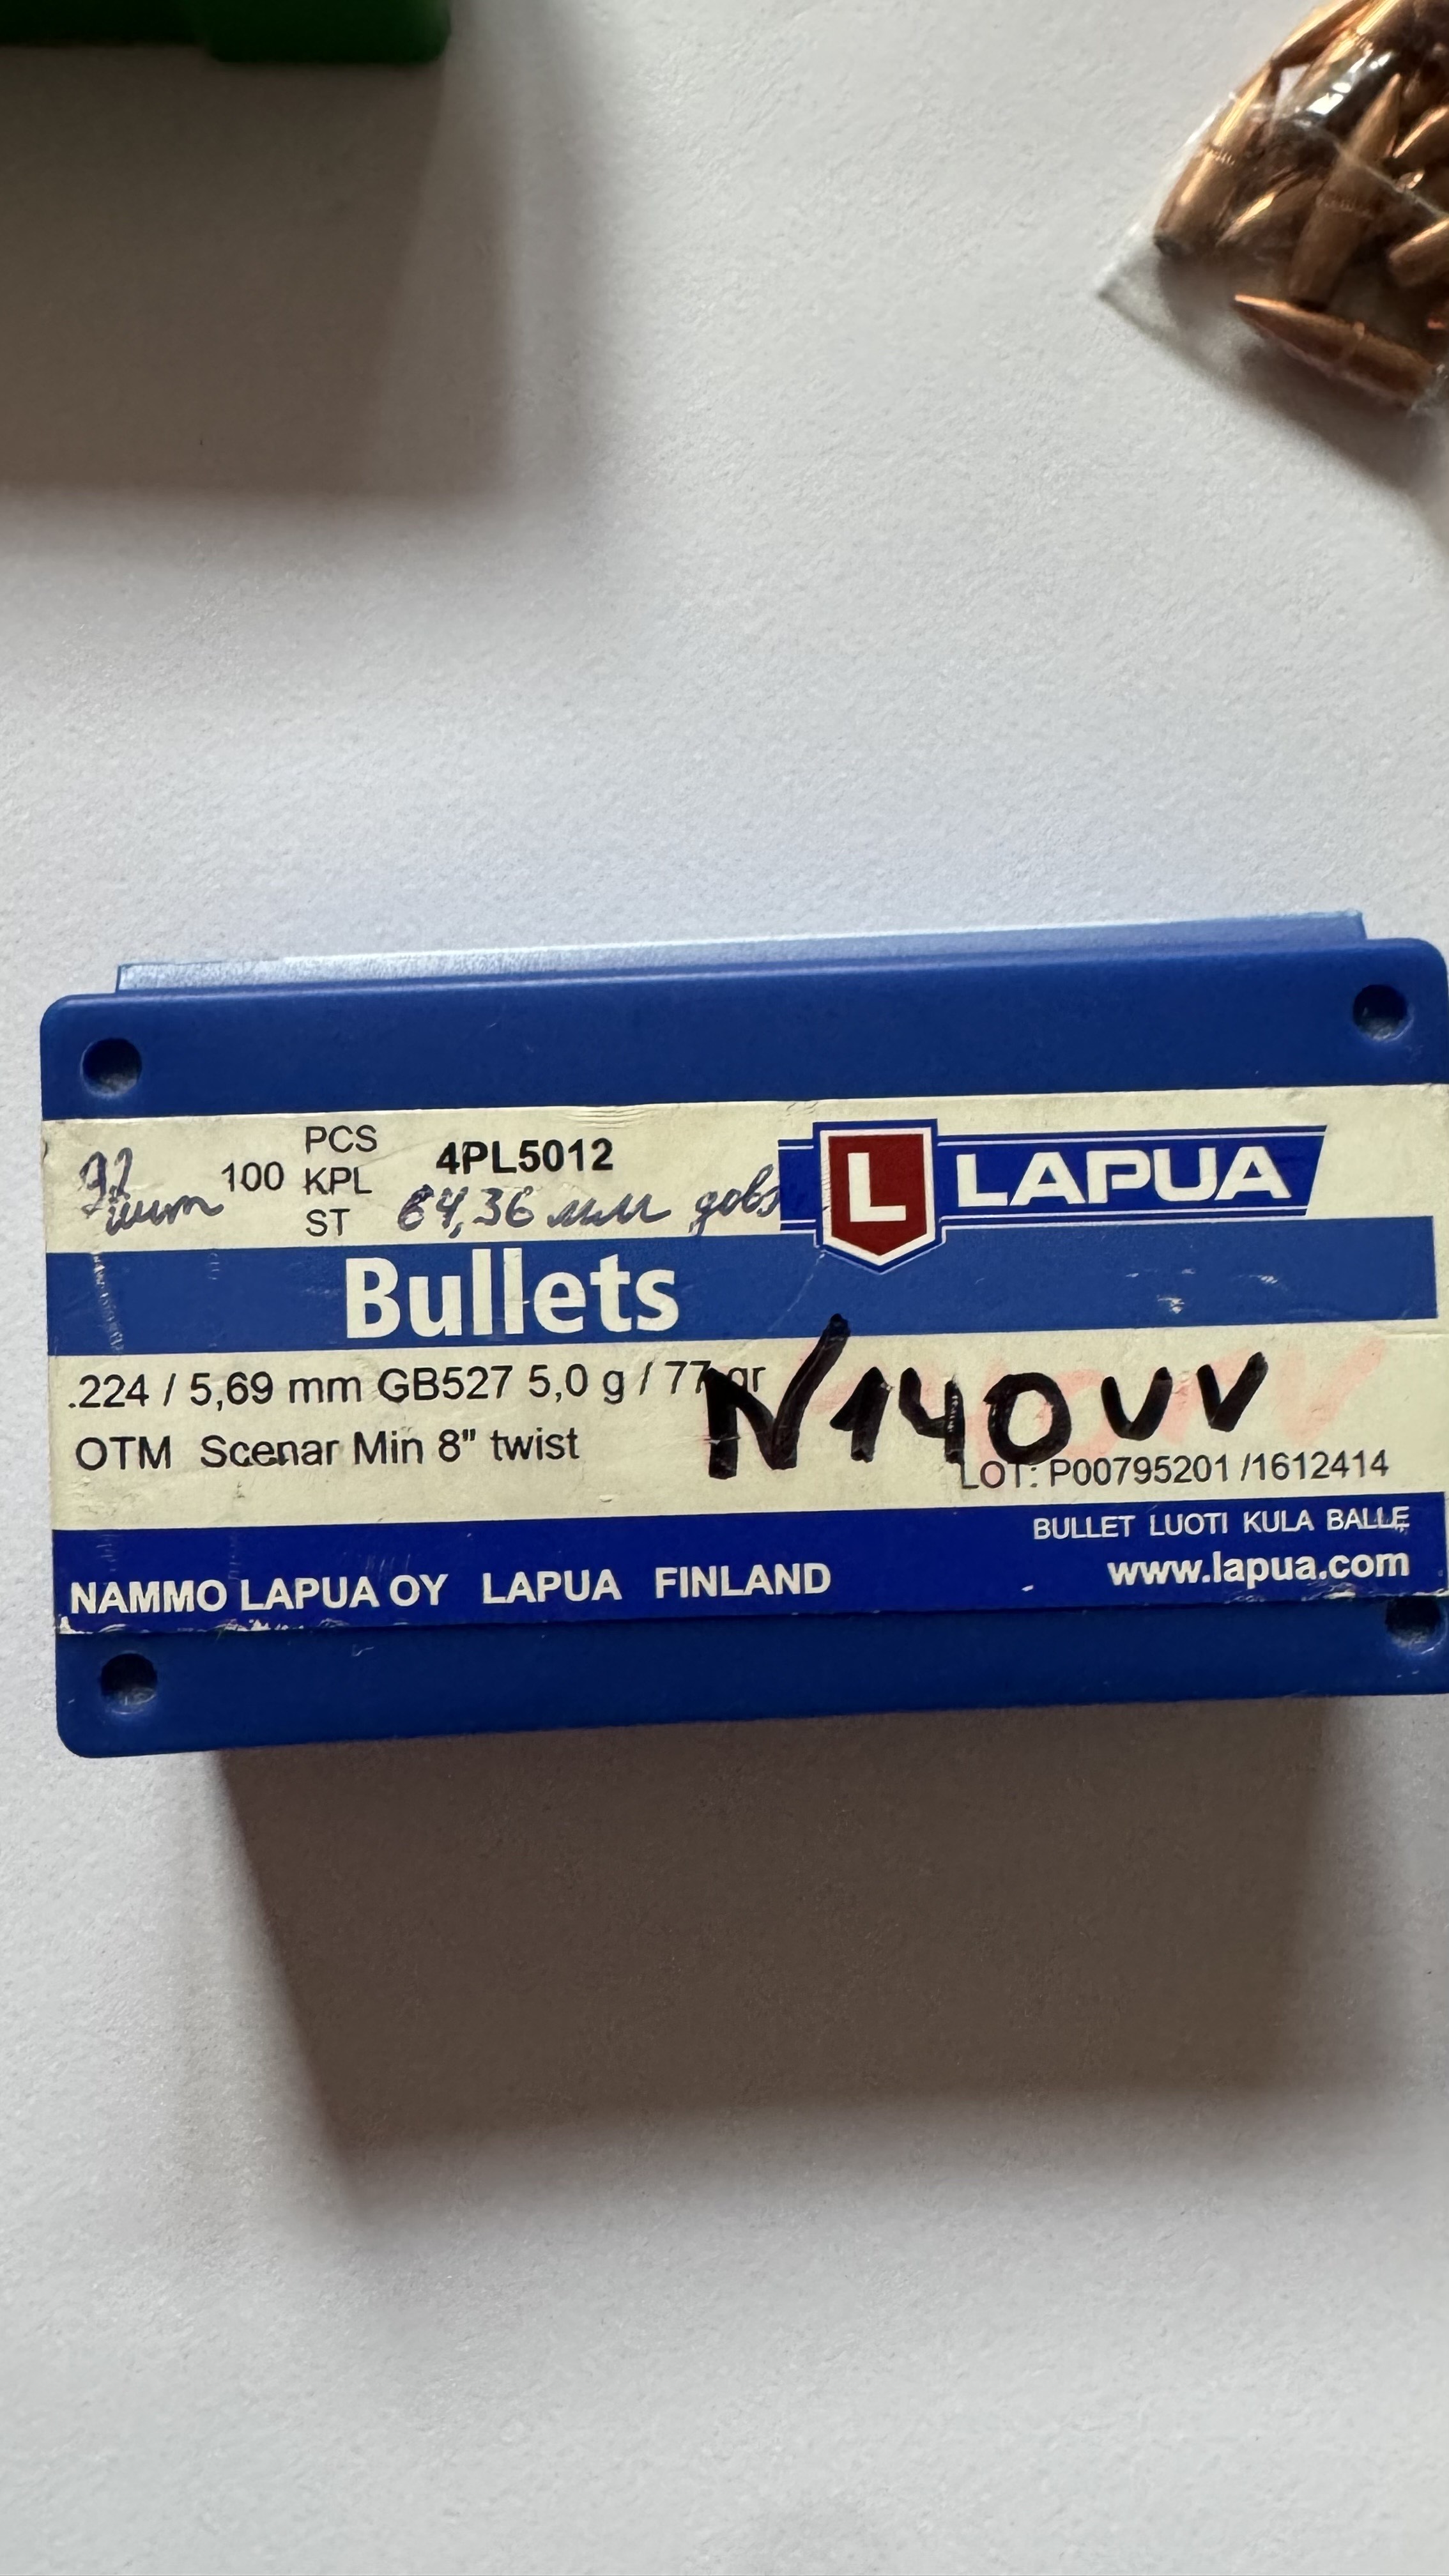 PCS
100 KPL
ST
4PL5012
64,36 мм
L LAPUA
Bullets
.224 / 5,69 mm GB527 5,0 g / 77 gr
OTM Scenar Min 8" twist
N140 VV
LOT: P00795201 /1612414
BULLET LUOTI KULA BALLE
NAMMO LAPUA OY LAPUA FINLAND
www.lapua.com